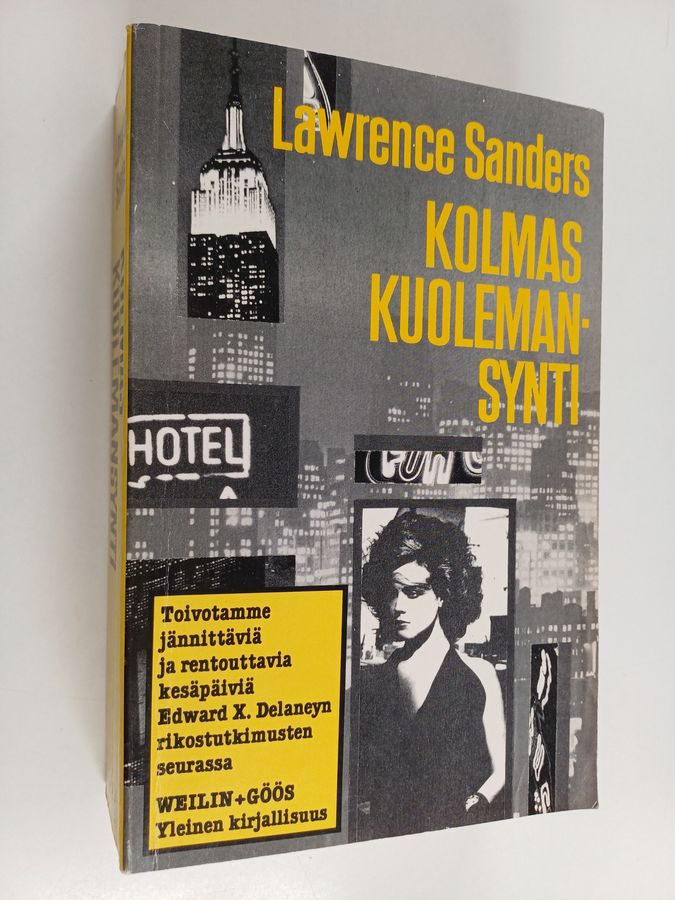 Lawrence Sanders
KOLMAS
KUOLEMAN-
SYNTI
HOTEL
Toivotamme
jännittäviä
ja rentouttavia
kesäpäiviä
Edward X. Delaneyn
rikostutkimusten
seurassa
WEILIN+GÖÖS
Yleinen kirjallisuus